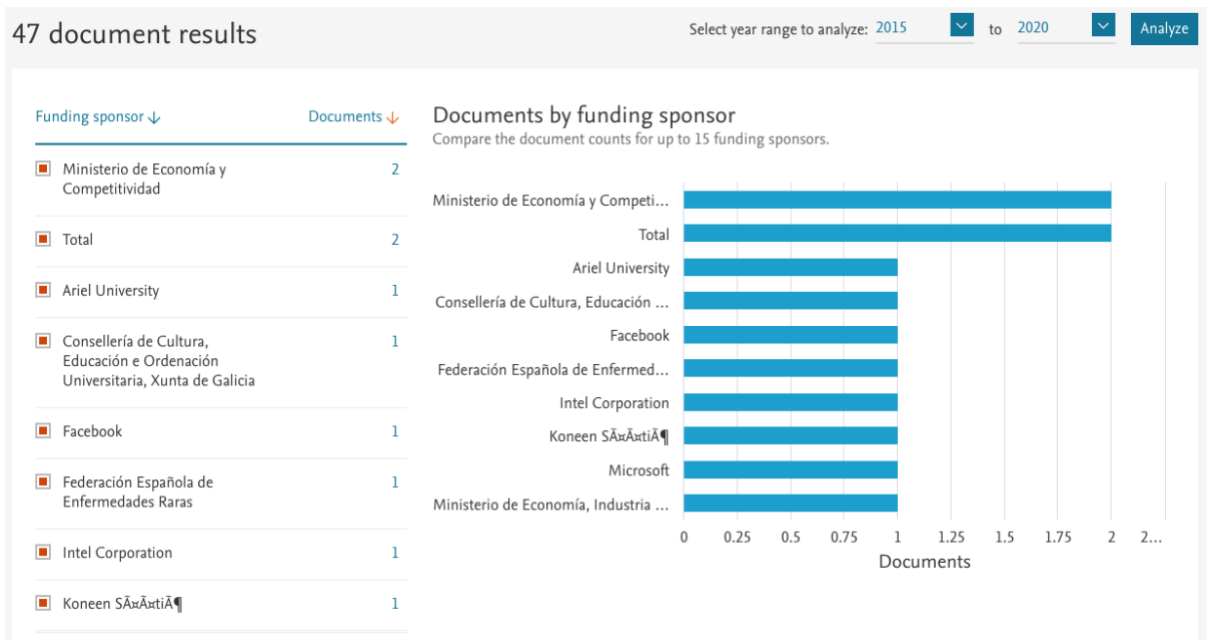 47 document results
Select year range to analyze: 2015 to 2020 Analyze
Funding sponsor ↓ Documents ↓
Ministerio de Economía y
Competitividad 2
Total 2
Ariel University 1
Consellería de Cultura, 1
Educación e Ordenación
Universitaria, Xunta de Galicia
Facebook 1
Federación Española de 1
Enfermedades Raras
Intel Corporation 1
Koneen SÃ¤Ã¤tiÃ¶ 1
Documents by funding sponsor
Compare the document counts for up to 15 funding sponsors.
Ministerio de Economía y Competi...
Total
Ariel University
Consellería de Cultura, Educación ...
Facebook
Federación Española de Enfermed...
Intel Corporation
Koneen SÃ¤Ã¤tiÃ¶
Microsoft
Ministerio de Economía, Industria ...
0 0.25 0.5 0.75 1 1.25 1.5 1.75 2 2...
Documents